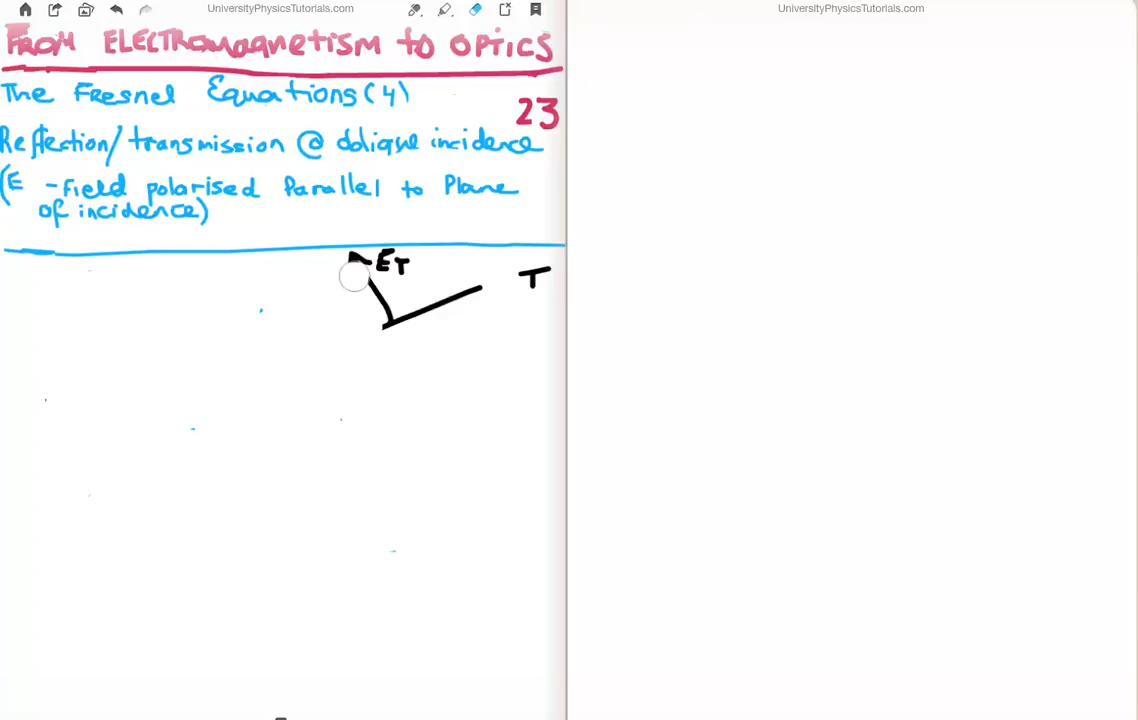 UniversityPhysicsTutorials.com
UniversityPhysicsTutorials.com
FROM ELECTROMAGNETISM TO OPTICS
The Fresnel Equations (4)
23
Reflection/transmission @ oblique incidence
(E -field polarised Parallel to Plane
of incidence)
ET
T